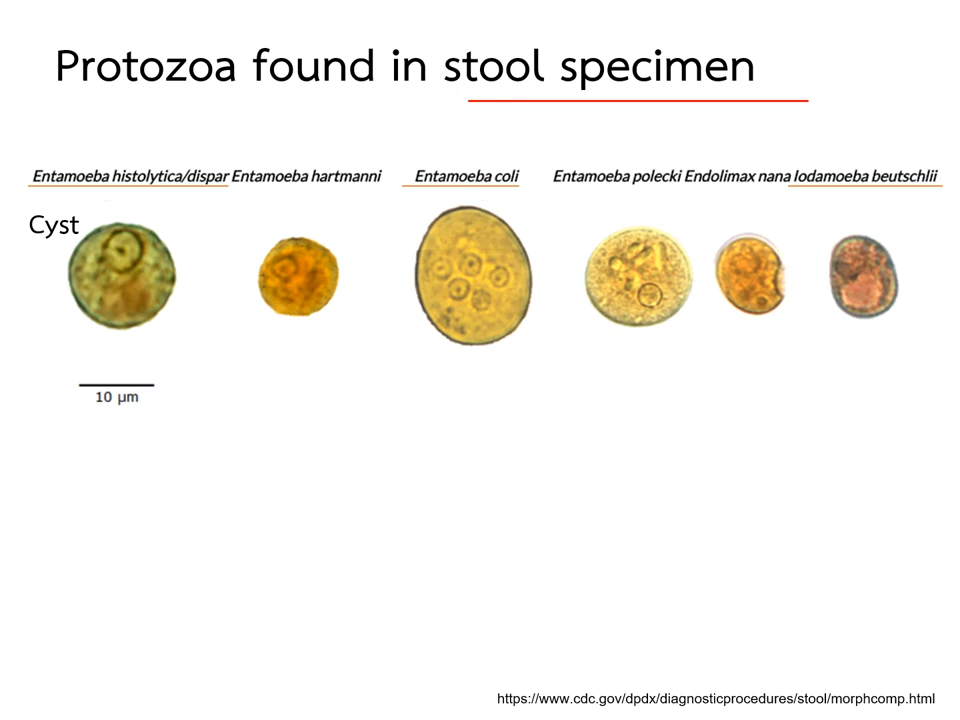 Protozoa found in stool specimen
Entamoeba histolytica/dispar Entamoeba hartmanni Entamoeba coli Entamoeba polecki Endolimax nana Iodamoeba beutschlii
Cyst
10 µm
https://www.cdc.gov/dpdx/diagnosticprocedures/stool/morphcomp.html